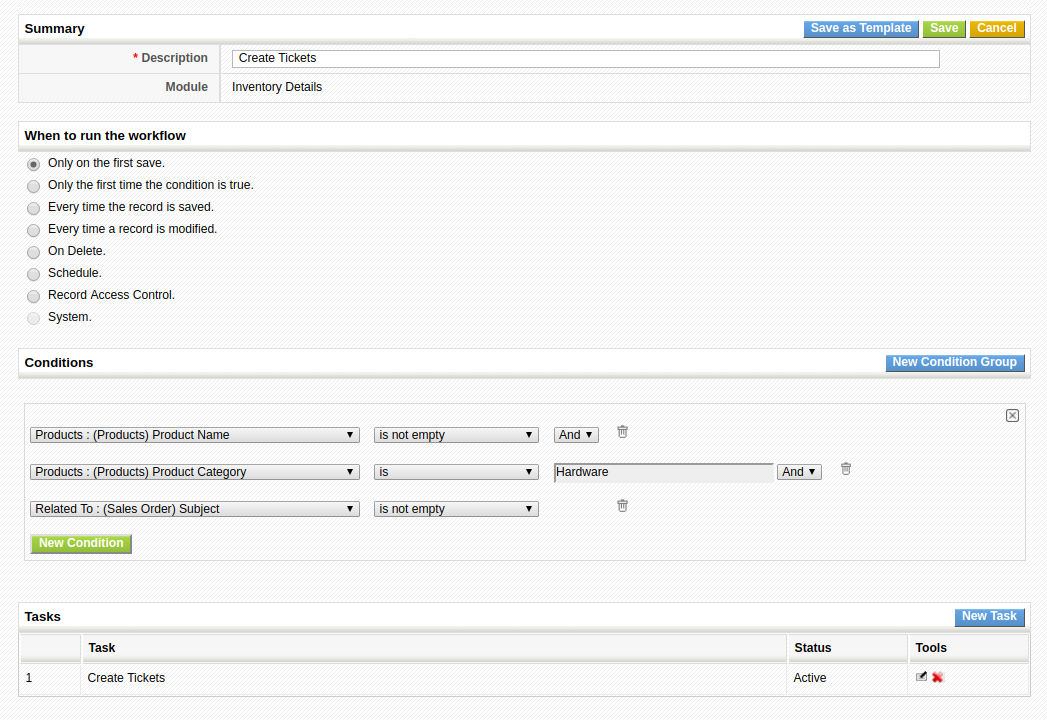 Summary Save as Template Save Cancel
* Description Create Tickets
Module Inventory Details
When to run the workflow
Only on the first save.
Only the first time the condition is true.
Every time the record is saved.
Every time a record is modified.
On Delete.
Schedule.
Record Access Control.
System.
Conditions New Condition Group
Products : (Products) Product Name is not empty And
Products : (Products) Product Category is Hardware And
Related To : (Sales Order) Subject is not empty
New Condition
Tasks New Task
Task Status Tools
1 Create Tickets Active